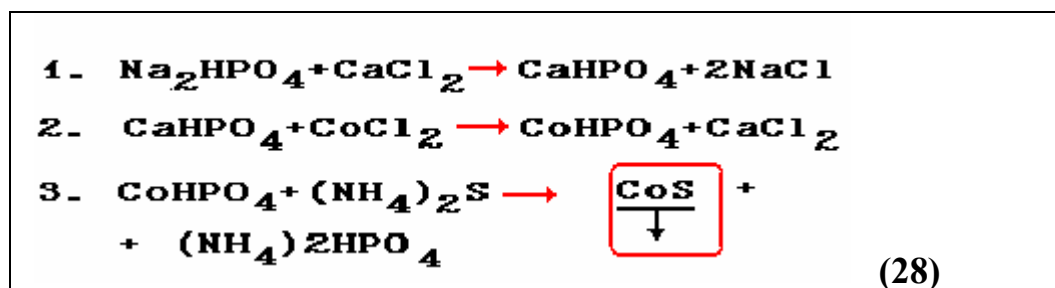 1- Na₂HPO₄+CaCl₂→CaHPO₄+2NaCl
2- CaHPO₄+CoCl₂→CoHPO₄+CaCl₂
3- CoHPO₄+(NH₄)₂S→ CoS↓ +
+ (NH₄)2HPO₄
(28)